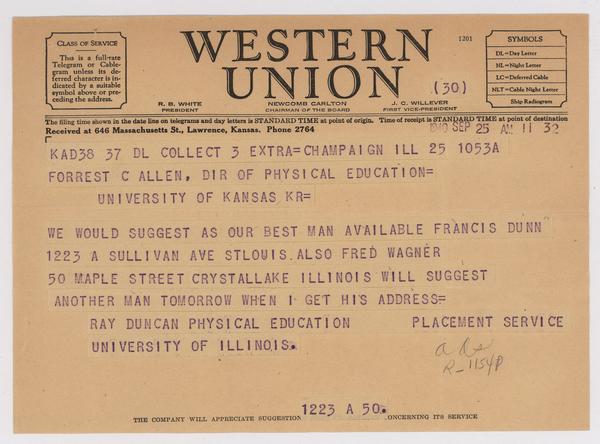 CLASS OF SERVICE
This is a full-rate
Telegram or Cable-
gram unless its de-
ferred character is in-
dicated by a suitable
symbol above or pre-
ceding the address.
WESTERN
UNION
1201
(30)
R. B. WHITE
PRESIDENT
NEWCOMB CARLTON
CHAIRMAN OF THE BOARD
J. C. WILLEVER
FIRST VICE-PRESIDENT
SYMBOLS
DL = Day Letter
NL = Night Letter
LC = Deferred Cable
NLT = Cable Night Letter
Ship Radiogram
The filing time shown in the date line on telegrams and day letters is STANDARD TIME at point of origin. Time of receipt is STANDARD TIME at point of destination
Received at 646 Massachusetts St., Lawrence, Kansas. Phone 2764
1940 SEP 25 AM 11 32
KAD38 37 DL COLLECT 3 EXTRA=CHAMPAIGN ILL 25 1053A
FORREST C ALLEN, DIR OF PHYSICAL EDUCATION=
UNIVERSITY OF KANSAS KR=
WE WOULD SUGGEST AS OUR BEST MAN AVAILABLE FRANCIS DUNN
1223 A SULLIVAN AVE STLOUIS. ALSO FRED WAGNER
50 MAPLE STREET CRYSTALLAKE ILLINOIS WILL SUGGEST
ANOTHER MAN TOMORROW WHEN I GET HIS ADDRESS=
RAY DUNCAN PHYSICAL EDUCATION PLACEMENT SERVICE
UNIVERSITY OF ILLINOIS.
R-1154P
1223 A 50.
THE COMPANY WILL APPRECIATE SUGGESTION CONCERNING ITS SERVICE